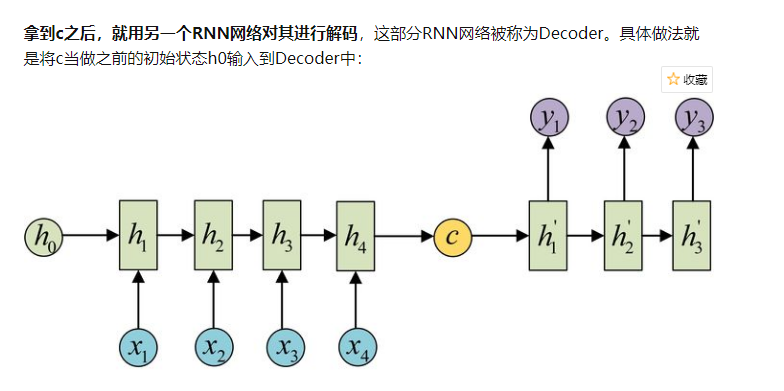 拿到c之后，就用另一个RNN网络对其进行解码，这部分RNN网络被称为Decoder。具体做法就
是将c当做之前的初始状态h0输入到Decoder中：
收藏
y1 y2 y3
h0 h1 h2 h3 h4 c h'1 h'2 h'3
x1 x2 x3 x4